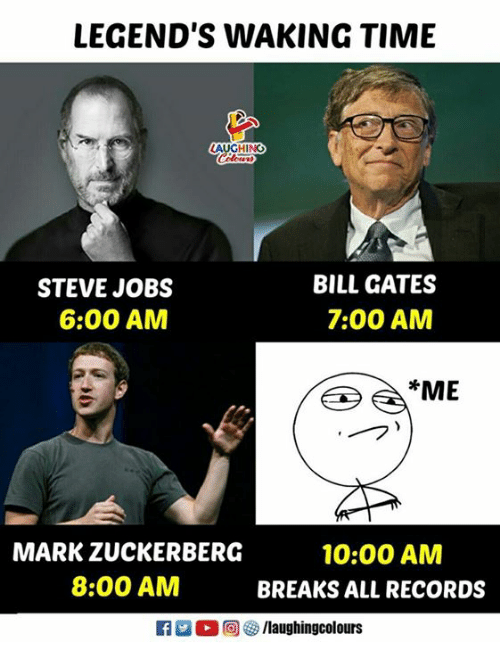 LEGEND'S WAKING TIME
LAUGHING
Colours
STEVE JOBS
6:00 AM
BILL GATES
7:00 AM
*ME
MARK ZUCKERBERG
8:00 AM
10:00 AM
BREAKS ALL RECORDS
/laughingcolours